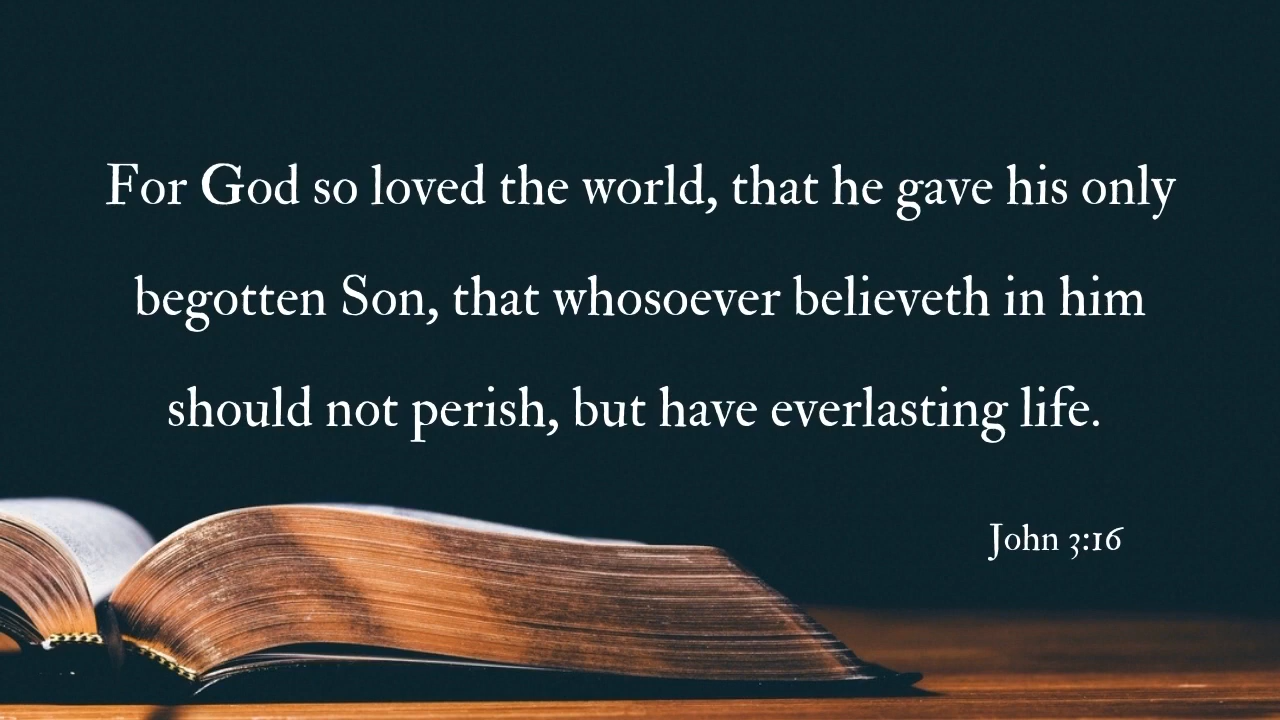 For God so loved the world, that he gave his only
begotten Son, that whosoever believeth in him
should not perish, but have everlasting life.
John 3:16